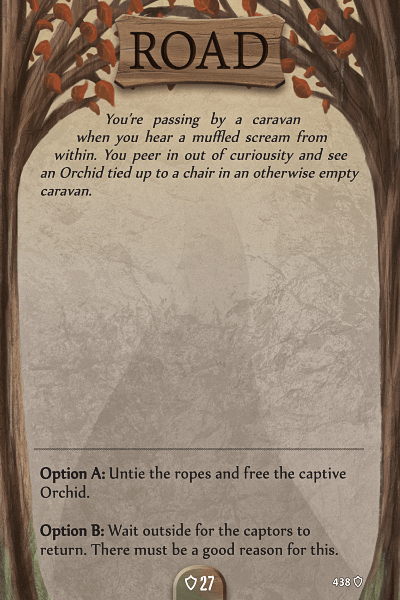 ROAD
You're passing by a caravan
when you hear a muffled scream from
within. You peer in out of curiousity and see
an Orchid tied up to a chair in an otherwise empty
caravan.
Option A: Untie the ropes and free the captive
Orchid.
Option B: Wait outside for the captors to
return. There must be a good reason for this.
27
438